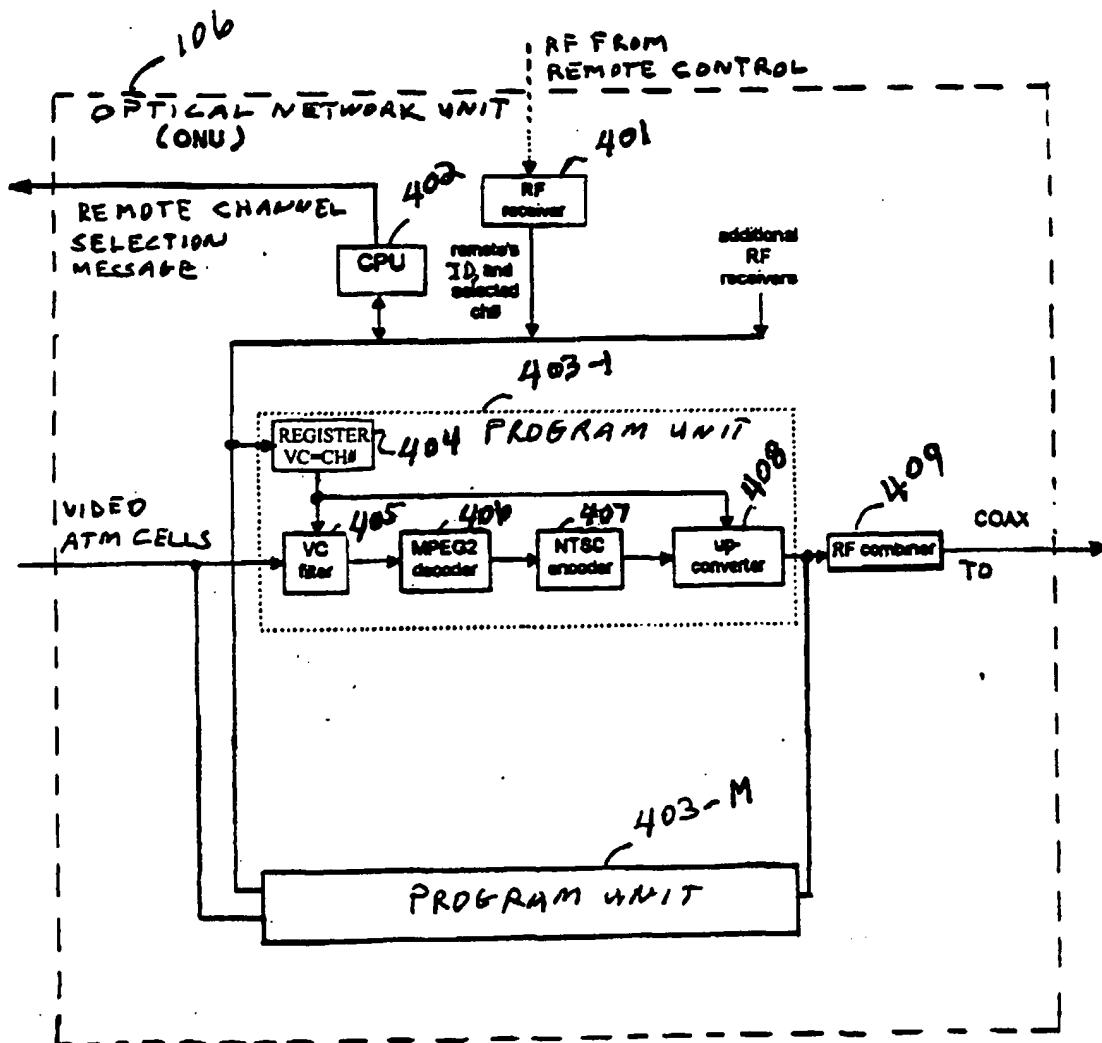 106
RF FROM
REMOTE CONTROL
OPTICAL NETWORK UNIT
(ONU)
401
402
RF
receiver
REMOTE CHANNEL
SELECTION
MESSAGE
CPU
remote's
ID, and
selected
ch#
additional
RF
receivers
403-1
REGISTER
VC=CH#
404
PROGRAM UNIT
408
409
VIDEO
ATM CELLS
405
406
407
COAX
VC
filter
MPEG2
decoder
NTSC
encoder
up-
converter
RF combiner
TO
403-M
PROGRAM UNIT